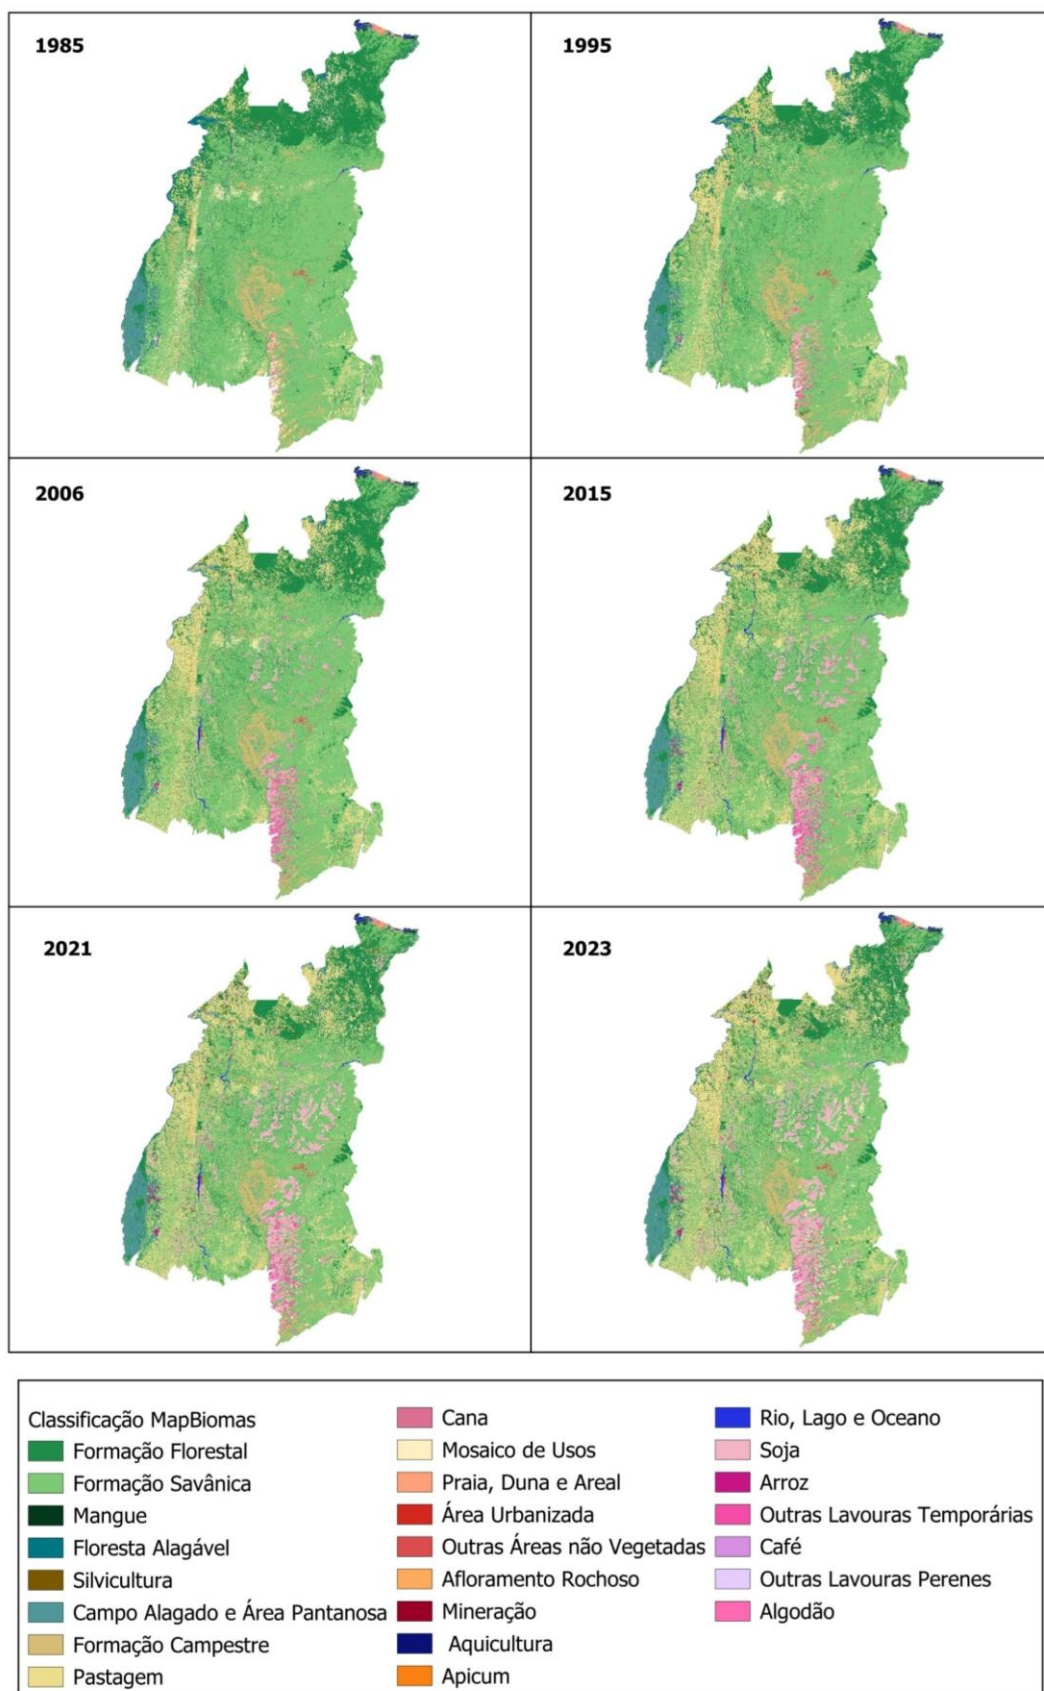 1985
1995
2006
2015
2021
2023
Classificação MapBiomas
Formação Florestal
Formação Savânica
Mangue
Floresta Alagável
Silvicultura
Campo Alagado e Área Pantanosa
Formação Campestre
Pastagem
Cana
Mosaico de Usos
Praia, Duna e Areal
Área Urbanizada
Outras Áreas não Vegetadas
Afloramento Rochoso
Mineração
Aquicultura
Apicum
Rio, Lago e Oceano
Soja
Arroz
Outras Lavouras Temporárias
Café
Outras Lavouras Perenes
Algodão